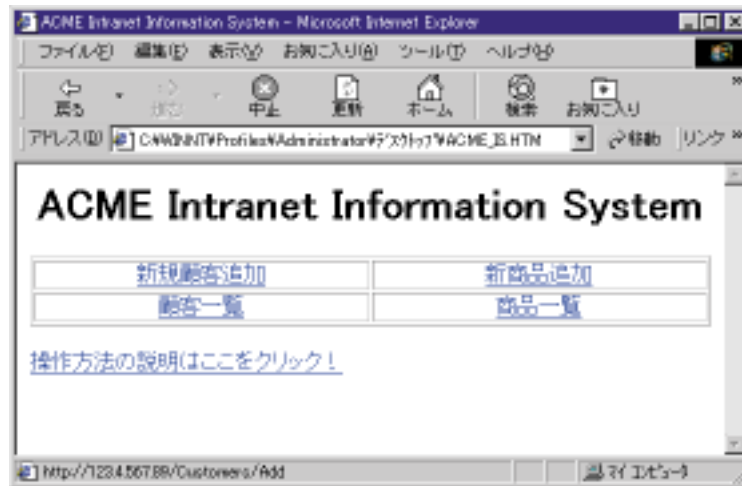 ACME Intranet Information System - Microsoft Internet Explorer
ファイル(F) 編集(E) 表示(V) お気に入り(A) ツール(T) ヘルプ(H)
戻る 進む 中止 更新 ホーム 検索 お気に入り »
アドレス(D) C:¥WINNT¥Profiles¥Administrator¥デスクトップ¥ACME_IS.HTM 移動 リンク »
ACME Intranet Information System
新規顧客追加 新商品追加
顧客一覧 商品一覧
操作方法の説明はここをクリック！
http://123.4.567.89/Customers/Add マイ コンピュータ